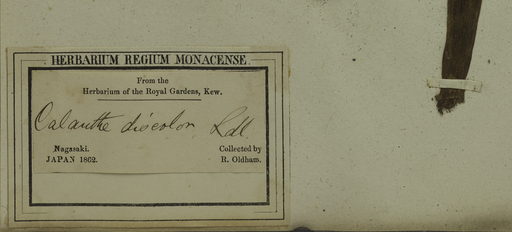 HERBARIUM REGIUM MONACENSE.
From the
Herbarium of the Royal Gardens, Kew.
Calanthe discolor, Ldl.
Nagasaki. Collected by
JAPAN 1862. R. Oldham.